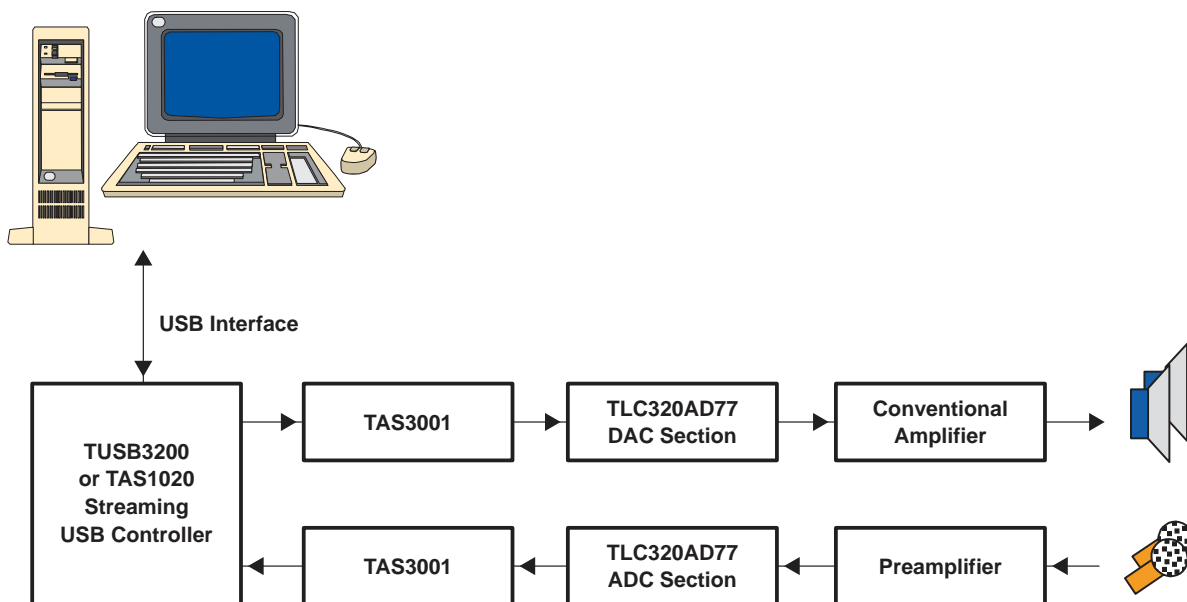 USB Interface
TUSB3200
or TAS1020
Streaming
USB Controller
TAS3001
TLC320AD77
DAC Section
Conventional
Amplifier
TAS3001
TLC320AD77
ADC Section
Preamplifier